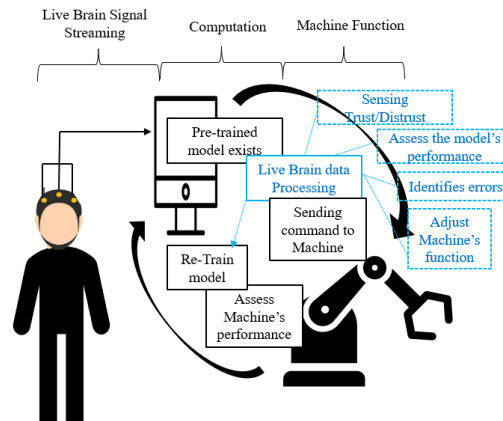 Live Brain Signal
Streaming
Computation
Machine Function
Sensing
Trust/Distrust
Pre-trained
model exists
Assess the model's
performance
Live Brain data
Processing
Identifies errors
Sending
command to
Machine
Adjust
Machine's
function
Re-Train
model
Assess
Machine's
performance